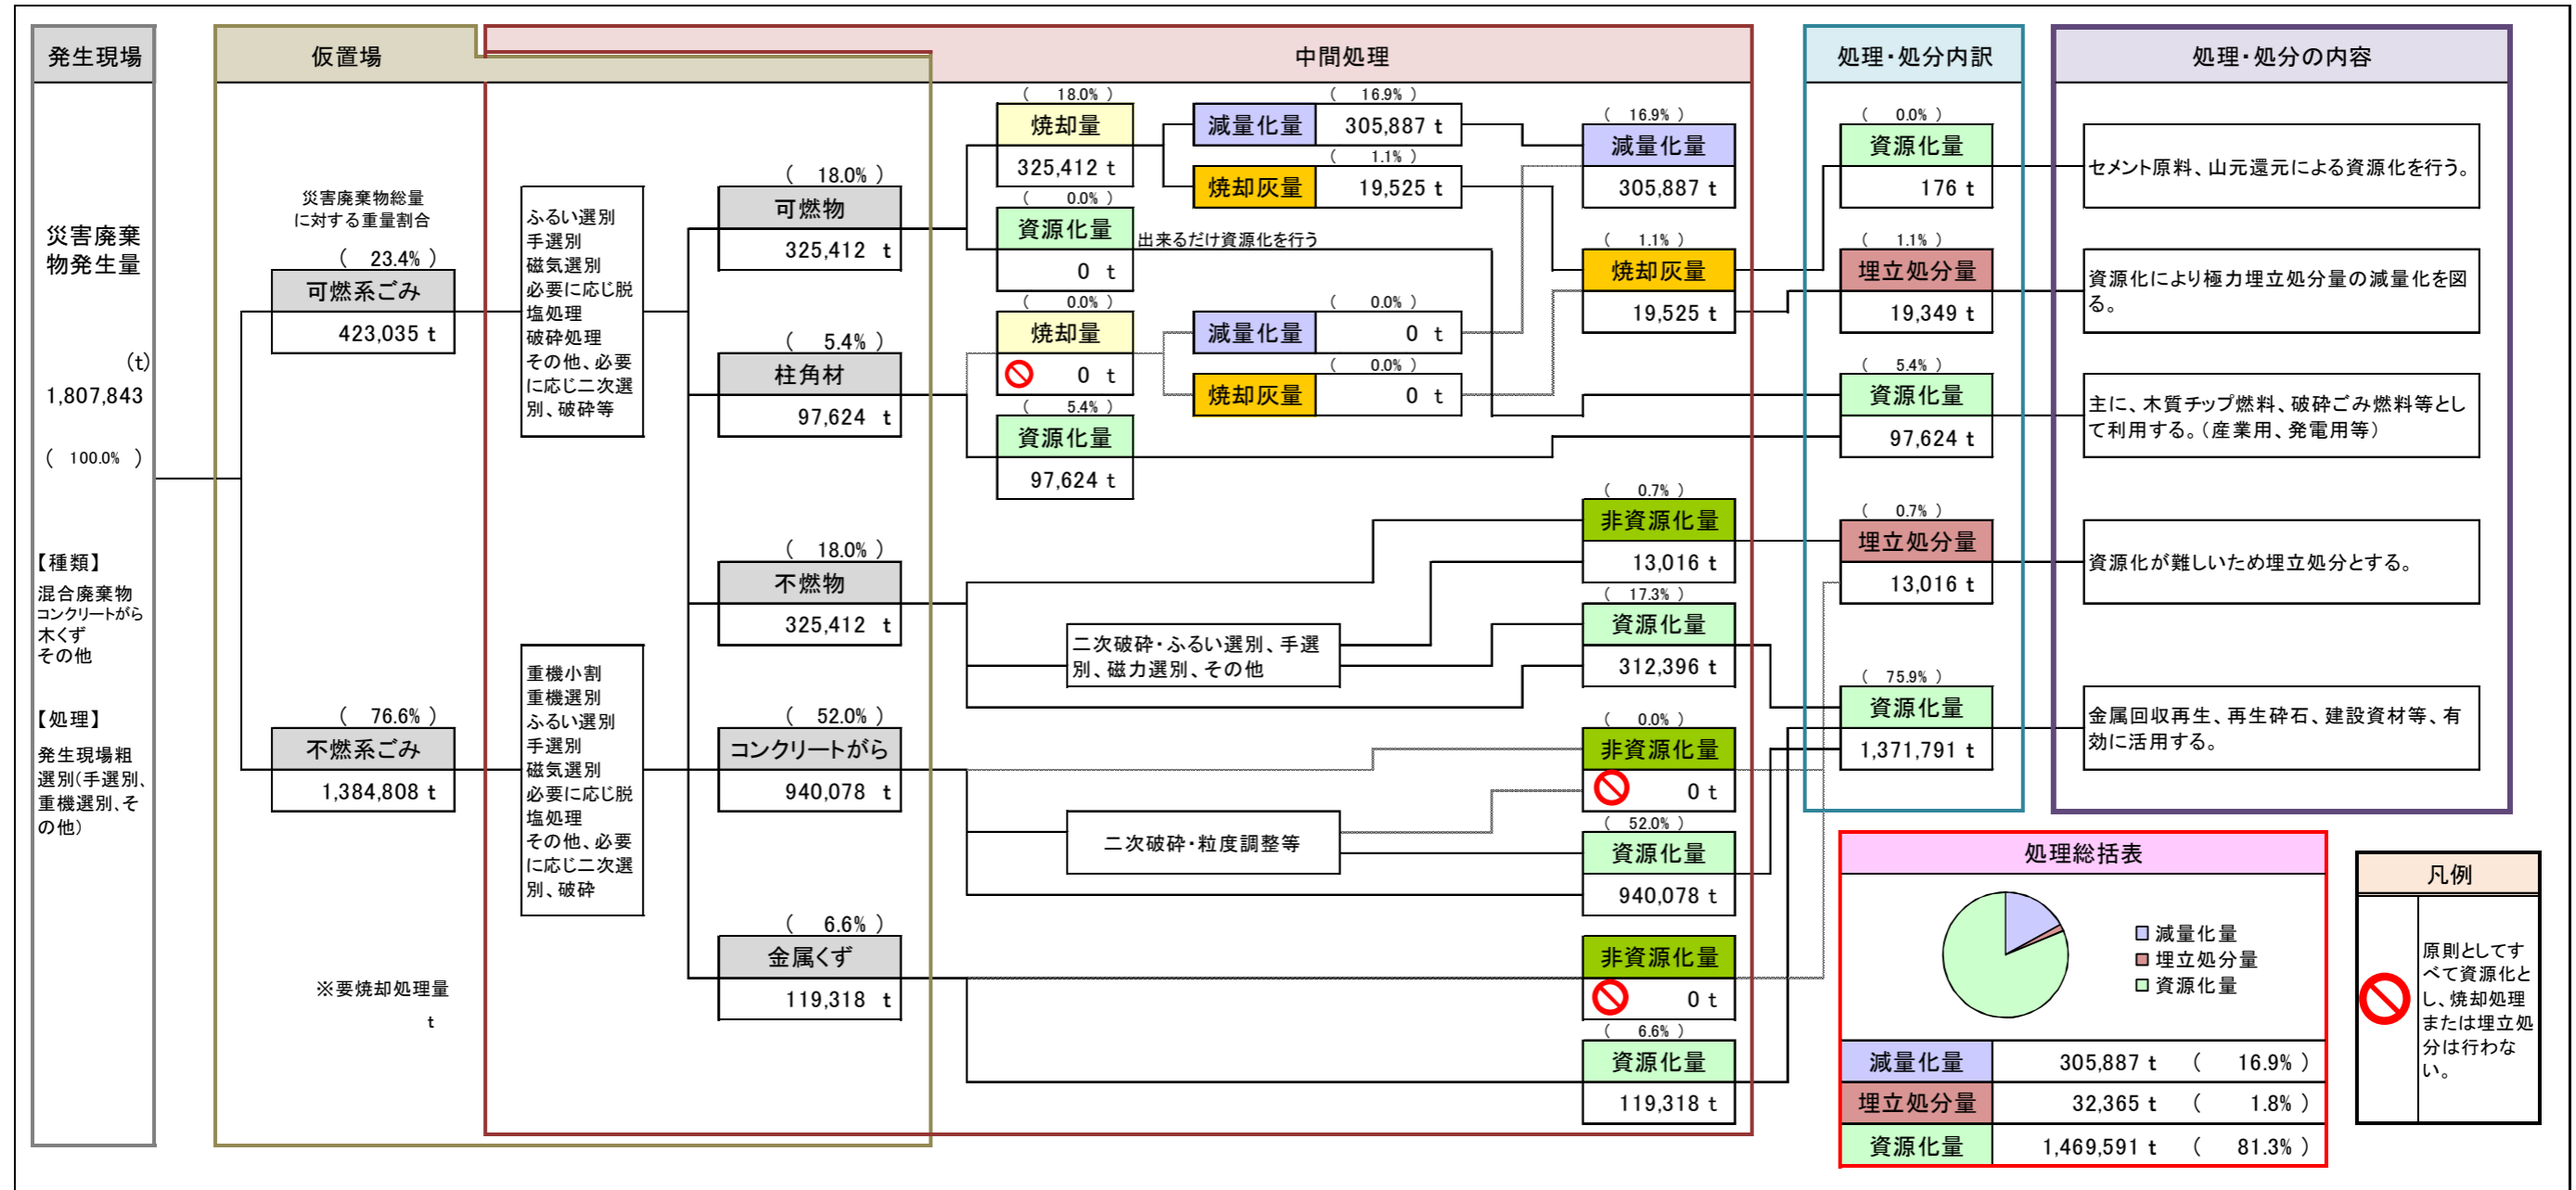 発生現場
仮置場
中間処理
処理・処分内訳
処理・処分の内容
災害廃棄
物発生量
(t)
1,807,843
( 100.0% )
【種類】
混合廃棄物
コンクリートがら
木くず
その他
【処理】
発生現場粗
選別(手選別、
重機選別、そ
の他)
災害廃棄物総量
に対する重量割合
( 23.4% )
可燃系ごみ
423,035 t
( 76.6% )
不燃系ごみ
1,384,808 t
※要焼却処理量
t
ふるい選別
手選別
磁気選別
必要に応じ脱
塩処理
破砕処理
その他、必要
に応じ二次選
別、破砕等
重機小割
重機選別
ふるい選別
手選別
磁気選別
必要に応じ脱
塩処理
その他、必要
に応じ二次選
別、破砕
( 18.0% )
可燃物
325,412 t
( 5.4% )
柱角材
97,624 t
( 18.0% )
不燃物
325,412 t
( 52.0% )
コンクリートがら
940,078 t
( 6.6% )
金属くず
119,318 t
( 18.0% )
焼却量
325,412 t
( 0.0% )
資源化量
0 t
出来るだけ資源化を行う
( 0.0% )
焼却量
0 t
( 5.4% )
資源化量
97,624 t
( 16.9% )
減量化量 305,887 t
( 1.1% )
焼却灰量 19,525 t
( 0.0% )
減量化量 0 t
( 0.0% )
焼却灰量 0 t
二次破砕・ふるい選別、手選
別、磁力選別、その他
二次破砕・粒度調整等
( 16.9% )
減量化量
305,887 t
( 1.1% )
焼却灰量
19,525 t
( 0.7% )
非資源化量
13,016 t
( 17.3% )
資源化量
312,396 t
( 0.0% )
非資源化量
0 t
( 52.0% )
資源化量
940,078 t
非資源化量
0 t
( 6.6% )
資源化量
119,318 t
( 0.0% )
資源化量
176 t
( 1.1% )
埋立処分量
19,349 t
( 5.4% )
資源化量
97,624 t
( 0.7% )
埋立処分量
13,016 t
( 75.9% )
資源化量
1,371,791 t
セメント原料、山元還元による資源化を行う。
資源化により極力埋立処分量の減量化を図
る。
主に、木質チップ燃料、破砕ごみ燃料等とし
て利用する。(産業用、発電用等)
資源化が難しいため埋立処分とする。
金属回収再生、再生砕石、建設資材等、有
効に活用する。
処理総括表
減量化量
埋立処分量
資源化量
減量化量 305,887 t ( 16.9% )
埋立処分量 32,365 t ( 1.8% )
資源化量 1,469,591 t ( 81.3% )
凡例
原則としてす
べて資源化と
し、焼却処理
または埋立処
分は行わな
い。